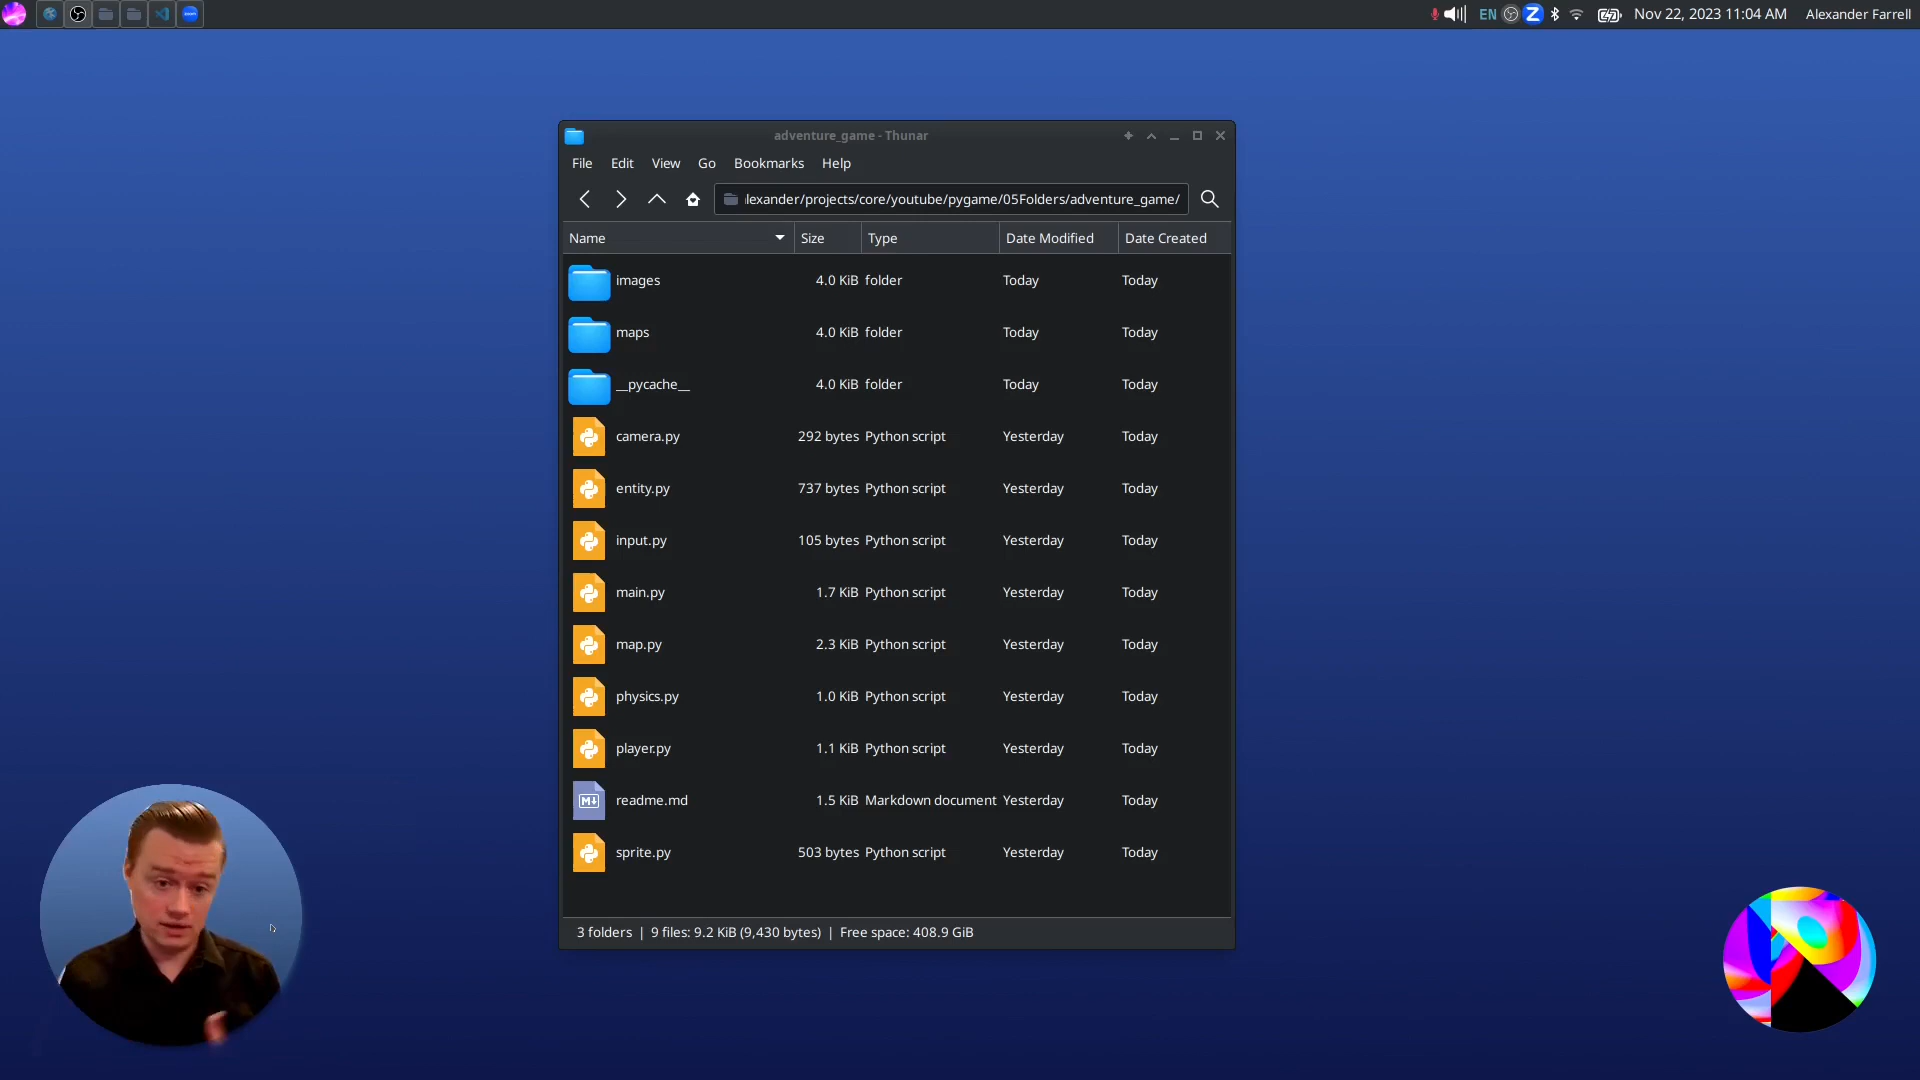 zoom
EN
Z
Nov 22, 2023 11:04 AM
Alexander Farrell
adventure_game - Thunar
File Edit View Go Bookmarks Help
lexander/projects/core/youtube/pygame/05Folders/adventure_game/
Name Size Type Date Modified Date Created
images 4.0 KiB folder Today Today
maps 4.0 KiB folder Today Today
__pycache__ 4.0 KiB folder Today Today
camera.py 292 bytes Python script Yesterday Today
entity.py 737 bytes Python script Yesterday Today
input.py 105 bytes Python script Yesterday Today
main.py 1.7 KiB Python script Yesterday Today
map.py 2.3 KiB Python script Yesterday Today
physics.py 1.0 KiB Python script Yesterday Today
player.py 1.1 KiB Python script Yesterday Today
M readme.md 1.5 KiB Markdown document Yesterday Today
sprite.py 503 bytes Python script Yesterday Today
3 folders | 9 files: 9.2 KiB (9,430 bytes) | Free space: 408.9 GiB